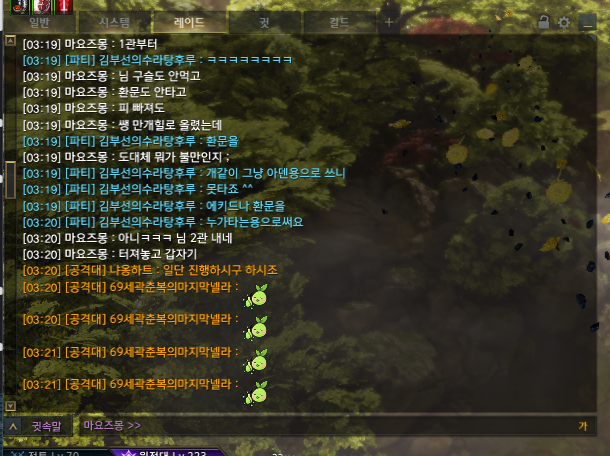 일반 시스템 레이드 귓 길드 +
[03:19] 마요즈몽 : 1관부터
[03:19] [파티] 김부선의수라탕후루 : ㅋㅋㅋㅋㅋㅋㅋㅋ
[03:19] 마요즈몽 : 님 구슬도 안먹고
[03:19] 마요즈몽 : 환문도 안타고
[03:19] 마요즈몽 : 피 빠져도
[03:19] 마요즈몽 : 쌩 만개힐로 올렸는데
[03:19] [파티] 김부선의수라탕후루 : 환문을
[03:19] 마요즈몽 : 도대체 뭐가 불만인지 ;
[03:19] [파티] 김부선의수라탕후루 : 개같이 그냥 아덴용으로 쓰니
[03:19] [파티] 김부선의수라탕후루 : 못타죠 ^^
[03:19] [파티] 김부선의수라탕후루 : 에키드나 환문을
[03:20] [파티] 김부선의수라탕후루 : 누가타는용으로써요
[03:20] 마요즈몽 : 아니ㅋㅋㅋ 님 2관 내네
[03:20] 마요즈몽 : 터져놓고 갑자기
[03:20] [공격대] 냐옹하트 : 일단 진행하시구 하시조
[03:20] [공격대] 69세곽춘복의마지막넬라 :
[03:20] [공격대] 69세곽춘복의마지막넬라 :
[03:21] [공격대] 69세곽춘복의마지막넬라 :
[03:21] [공격대] 69세곽춘복의마지막넬라 :
귓속말 마요즈몽 >> 가
전투 Lv.70 원정대 Lv.223